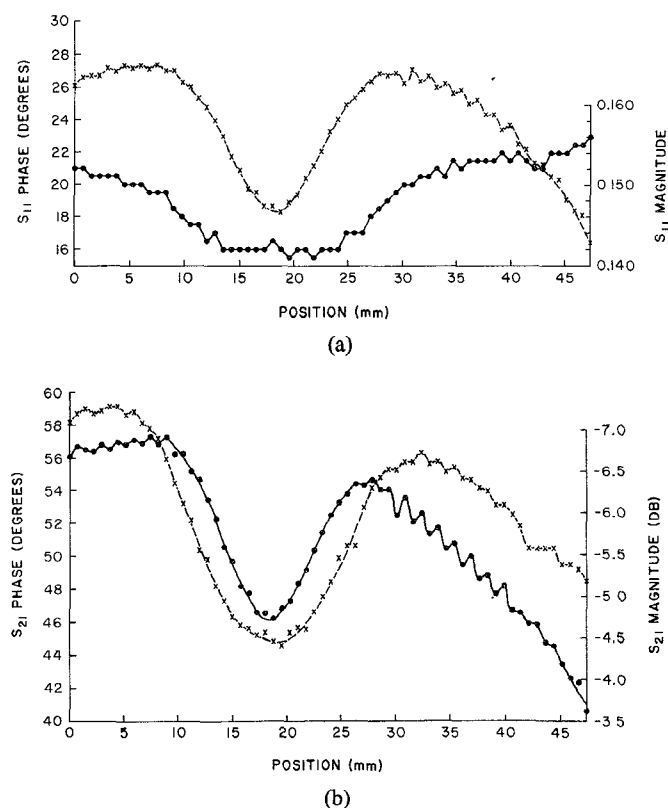 (a)
S11 PHASE (DEGREES)
30
28
26
24
22
20
18
16
0.160
0.150
0.140
S11 MAGNITUDE
0 5 10 15 20 25 30 35 40 45
POSITION (mm)
(a)
S21 PHASE (DEGREES)
60
58
56
54
52
50
48
46
44
42
40
-7.0
-6.5
-6.0
-5.5
-5.0
-4.5
-4.0
-3.5
S21 MAGNITUDE (DB)
0 5 10 15 20 25 30 35 40 45
POSITION (mm)
(b)